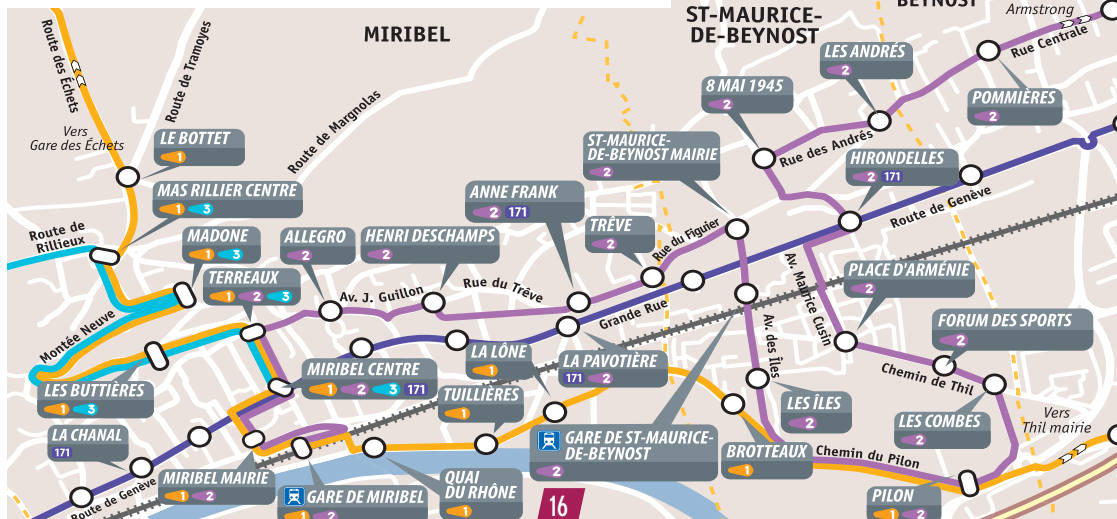 MIRIBEL
ST-MAURICE-
DE-BEYNOST
BEYNOST
Armstrong
Rue Centrale
Route des Échets
Route de Tramoyes
Route de Margnolas
Vers
Gare des Échets
LE BOTTET
1
MAS RILLIER CENTRE
1 3
Route de
Rillieux
MADONE
1 3
TERREAUX
1 2 3
ALLEGRO
2
HENRI DESCHAMPS
2
ANNE FRANK
2 171
ST-MAURICE-
DE-BEYNOST MAIRIE
2
TRÊVE
2
8 MAI 1945
2
LES ANDRÉS
2
POMMIÈRES
2
Rue des Andrés
HIRONDELLES
2 171
Route de Genève
Rue du Figuier
Av. J. Guillon
Rue du Trêve
Grande Rue
Av. Maurice Cusin
Av. des Îles
PLACE D'ARMÉNIE
2
FORUM DES SPORTS
2
Chemin de Thil
LES COMBES
2
Vers
Thil mairie
LES ÎLES
2
Montée Neuve
LES BUTTIÈRES
1 3
MIRIBEL CENTRE
1 2 3 171
LA LÔNE
1
LA PAVOTIÈRE
171 2
TUILLIÈRES
1
LA CHANAL
171
Route de Genève
MIRIBEL MAIRIE
1 2
GARE DE MIRIBEL
1 2
QUAI
DU RHÔNE
1
GARE DE ST-MAURICE-
DE-BEYNOST
2
BROTTEAUX
1
Chemin du Pilon
PILON
1 2
16